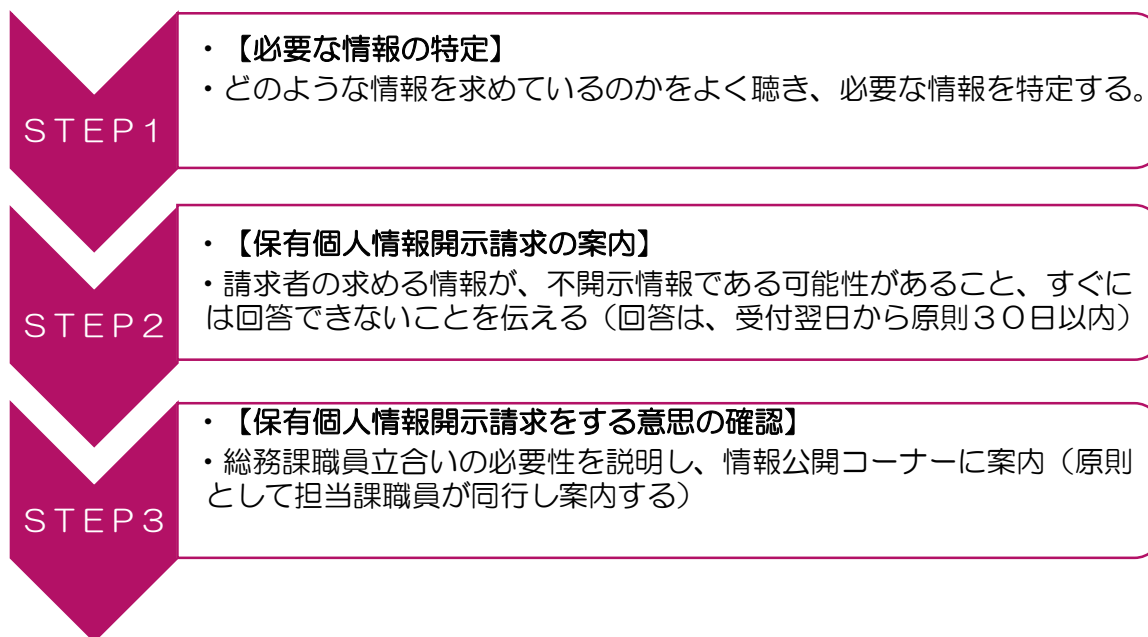 STEP1
・【必要な情報の特定】
・どのような情報を求めているのかをよく聴き、必要な情報を特定する。
STEP2
・【保有個人情報開示請求の案内】
・請求者の求める情報が、不開示情報である可能性があること、すぐに
は回答できないことを伝える（回答は、受付翌日から原則３０日以内）
STEP3
・【保有個人情報開示請求をする意思の確認】
・総務課職員立合いの必要性を説明し、情報公開コーナーに案内（原則
として担当課職員が同行し案内する）